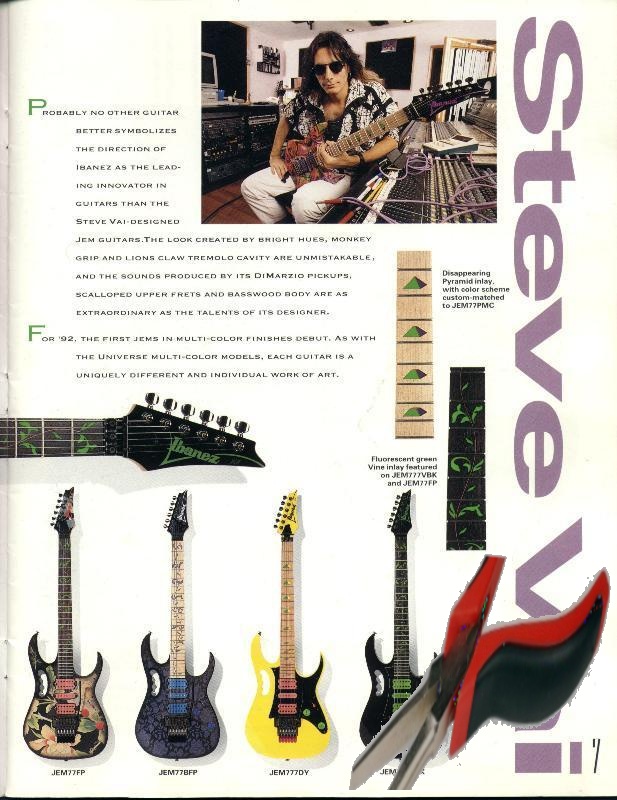 Steve Vai
PROBABLY NO OTHER GUITAR
BETTER SYMBOLIZES
THE DIRECTION OF
IBANEZ AS THE LEAD-
ING INNOVATOR IN
GUITARS THAN THE
STEVE VAI-DESIGNED
JEM GUITARS.THE LOOK CREATED BY BRIGHT HUES, MONKEY
GRIP AND LIONS CLAW TREMOLO CAVITY ARE UNMISTAKABLE,
AND THE SOUNDS PRODUCED BY ITS DIMARZIO PICKUPS,
SCALLOPED UPPER FRETS AND BASSWOOD BODY ARE AS
EXTRAORDINARY AS THE TALENTS OF ITS DESIGNER.
FOR '92, THE FIRST JEMS IN MULTI-COLOR FINISHES DEBUT. AS WITH
THE UNIVERSE MULTI-COLOR MODELS, EACH GUITAR IS A
UNIQUELY DIFFERENT AND INDIVIDUAL WORK OF ART.
Disappearing
Pyramid inlay,
with color scheme
custom-matched
to JEM77PMC
Ibanez
Fluorescent green
Vine inlay featured
on JEM777VBK
and JEM77FP
JEM77FP
JEM77BFP
JEM777DY